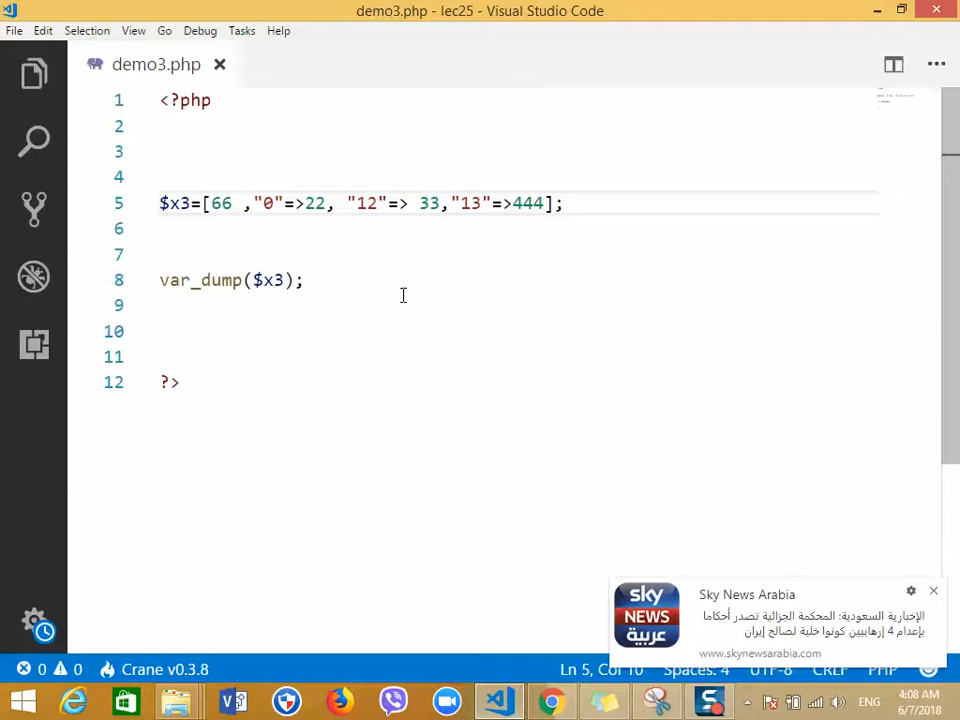 demo3.php - lec25 - Visual Studio Code
File Edit Selection View Go Debug Tasks Help
demo3.php
1 <?php
2
3
4
5 $x3=[66 ,"0"=>22, "12"=> 33,"13"=>444];
6
7
8 var_dump($x3);
9
10
11
12 ?>
sky NEWS عربية
Sky News Arabia
الإخبارية السعودية: المحكمة الجزائية تصدر أحكاما
بإعدام 4 إرهابيين كونوا خلية لصالح إيران
www.skynewsarabia.com
0 0 Crane v0.3.8 Ln 5, Col 10 Spaces: 4 UTF-8 CRLF PHP
ENG
4:08 AM
6/7/2018